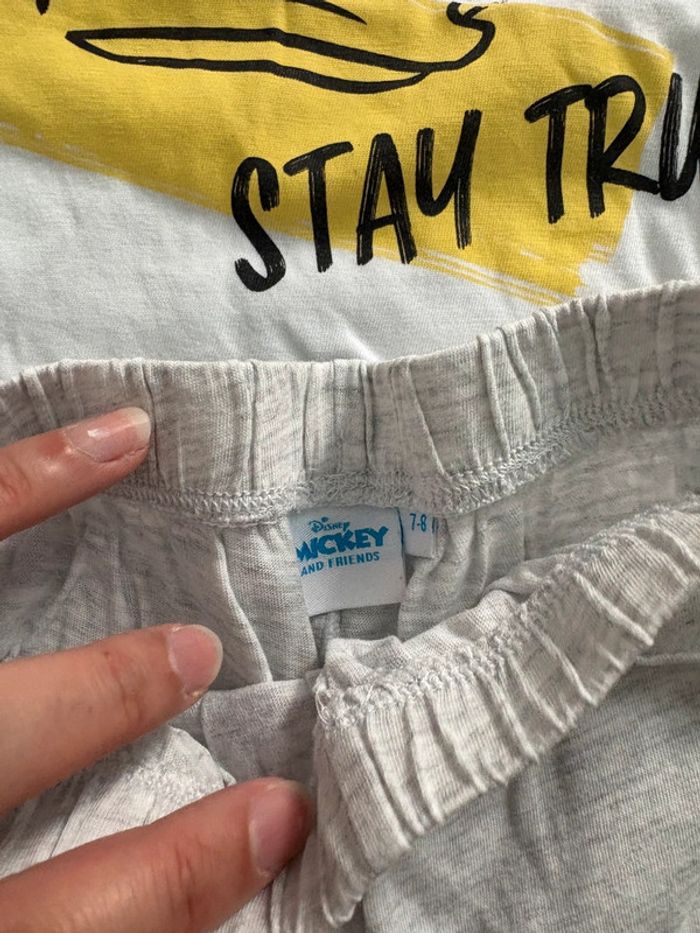 STAY TRU
DISNEY
MICKEY
AND FRIENDS
7-8